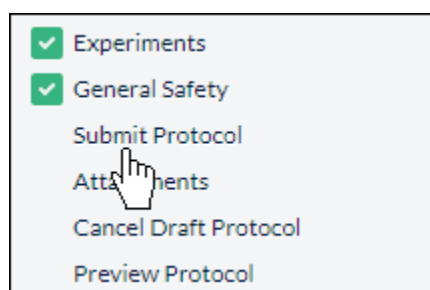 Experiments
General Safety
Submit Protocol
Attachments
Cancel Draft Protocol
Preview Protocol